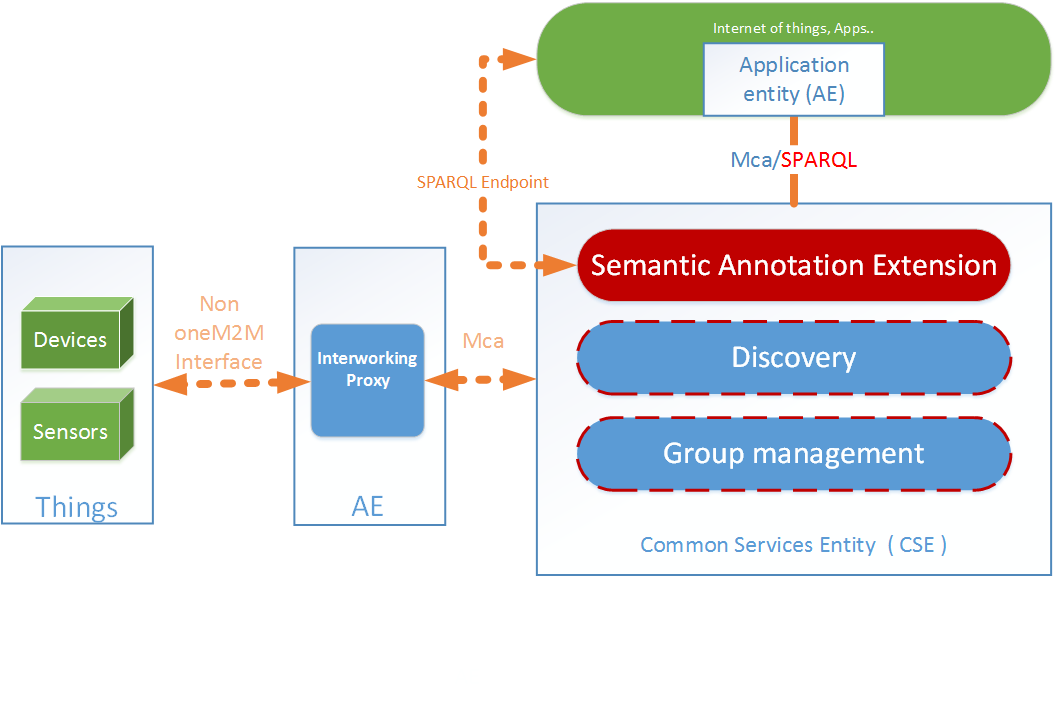 Internet of things, Apps..
Application
entity (AE)
Mca/SPARQL
SPARQL Endpoint
Semantic Annotation Extension
Discovery
Group management
Common Services Entity ( CSE )
Devices
Sensors
Things
Non
oneM2M
Interface
Interworking
Proxy
AE
Mca